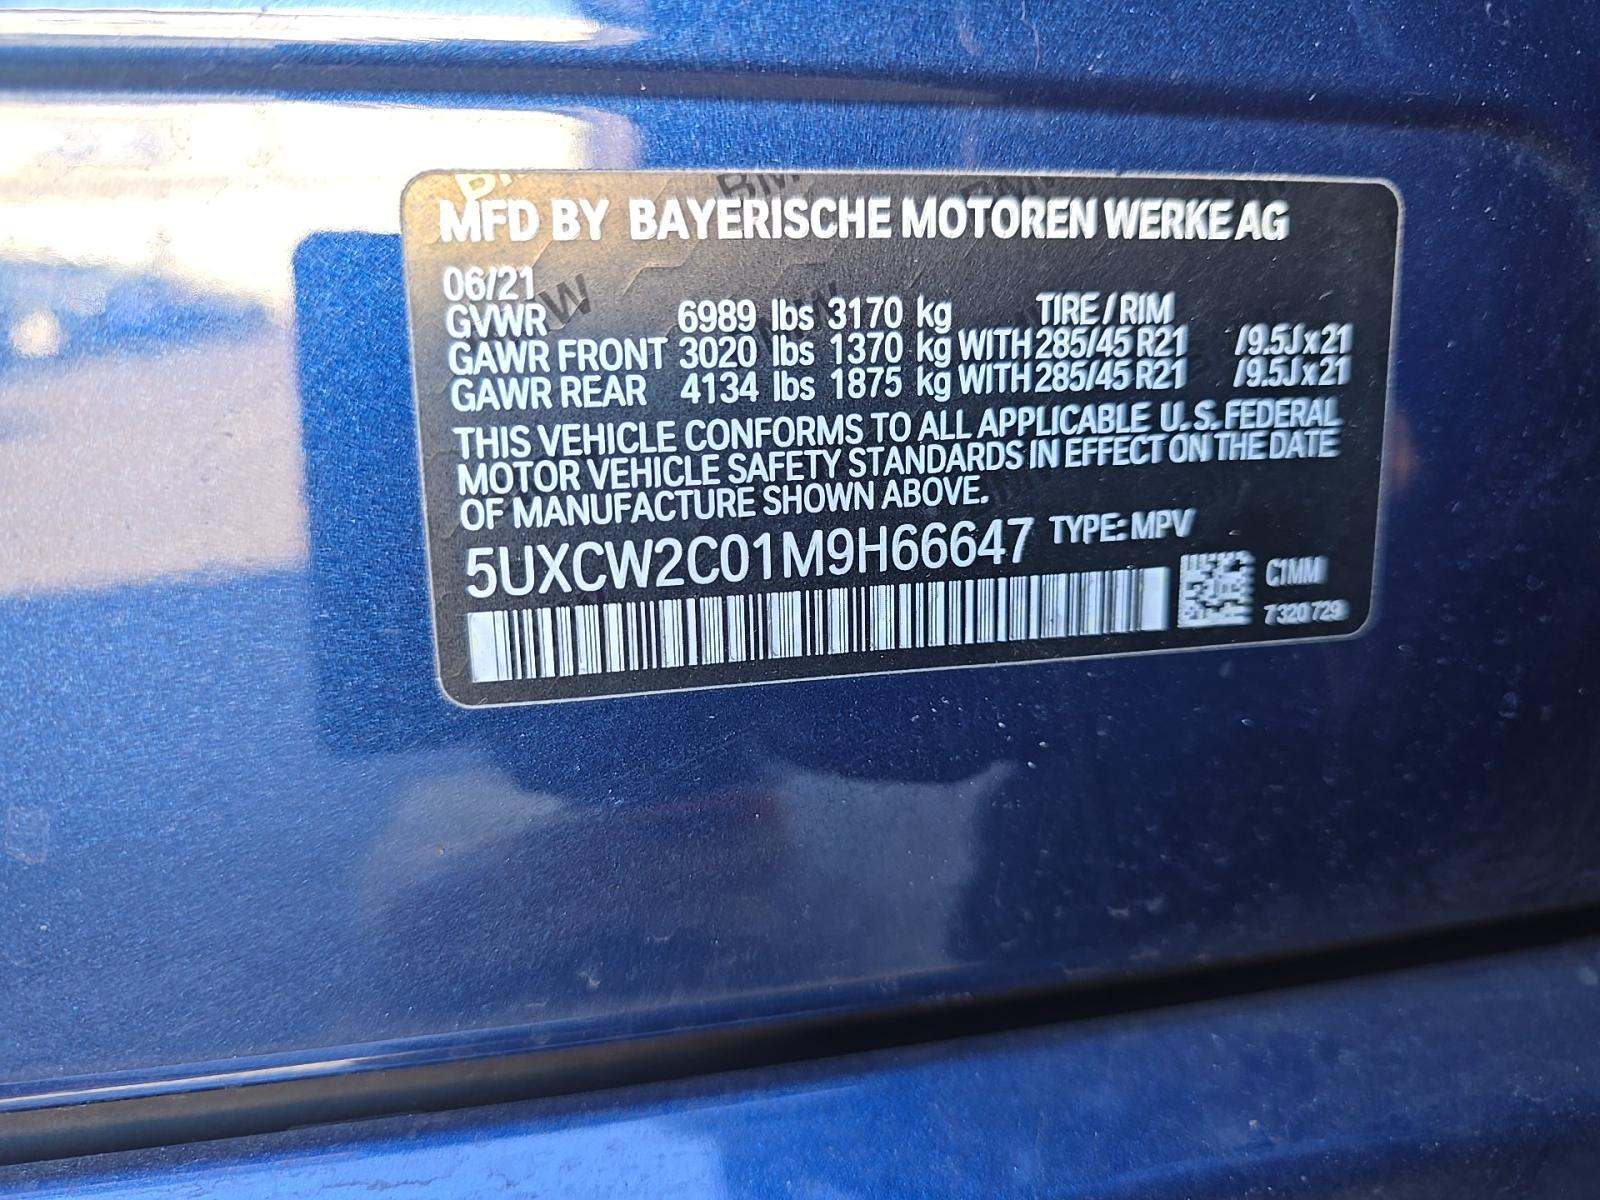 MFD BY BAYERISCHE MOTOREN WERKE AG
06/21
GVWR 6989 lbs 3170 kg TIRE / RIM
GAWR FRONT 3020 lbs 1370 kg WITH 285/45 R21 /9.5J x 21
GAWR REAR 4134 lbs 1875 kg WITH 285/45 R21 /9.5J x 21
THIS VEHICLE CONFORMS TO ALL APPLICABLE U.S. FEDERAL
MOTOR VEHICLE SAFETY STANDARDS IN EFFECT ON THE DATE
OF MANUFACTURE SHOWN ABOVE.
5UXCW2C01M9H66647 TYPE: MPV
C1MM
7 320 729